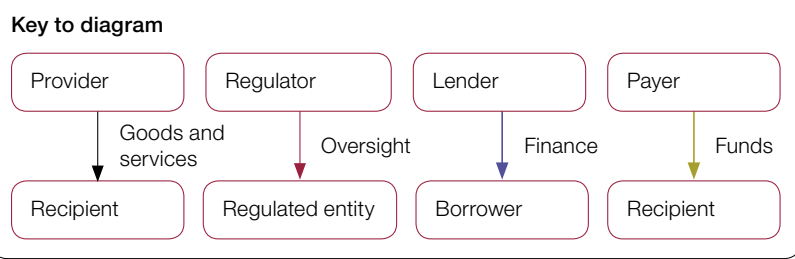 Key to diagram
Provider
Regulator
Lender
Payer
Goods and
services
Oversight
Finance
Funds
Recipient
Regulated entity
Borrower
Recipient